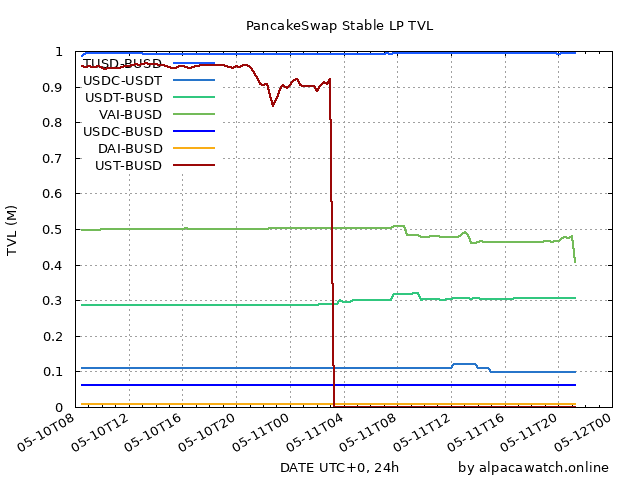 PancakeSwap Stable LP TVL
TVL (M)
1
0.9
0.8
0.7
0.6
0.5
0.4
0.3
0.2
0.1
0
TUSD-BUSD
USDC-USDT
USDT-BUSD
VAI-BUSD
USDC-BUSD
DAI-BUSD
UST-BUSD
05-10T08
05-10T12
05-10T16
05-10T20
05-11T00
05-11T04
05-11T08
05-11T12
05-11T16
05-11T20
05-12T00
DATE UTC+0, 24h
by alpacawatch.online